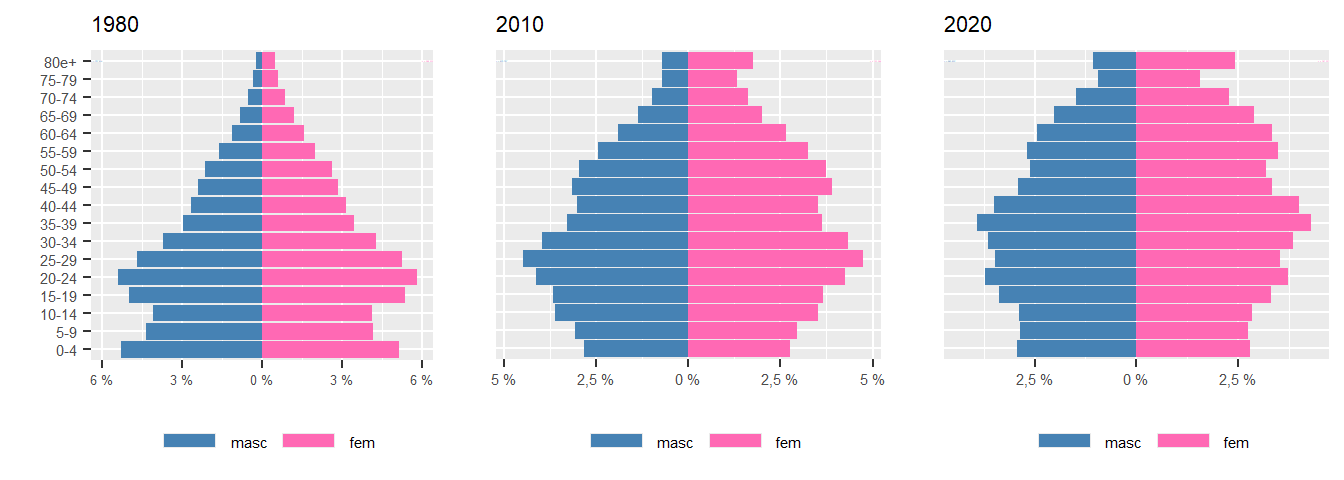 1980
2010
2020
80e+
75-79
70-74
65-69
60-64
55-59
50-54
45-49
40-44
35-39
30-34
25-29
20-24
15-19
10-14
5-9
0-4
6 % 3 % 0 % 3 % 6 %
5 % 2,5 % 0 % 2,5 % 5 %
2,5 % 0 % 2,5 %
masc fem
masc fem
masc fem